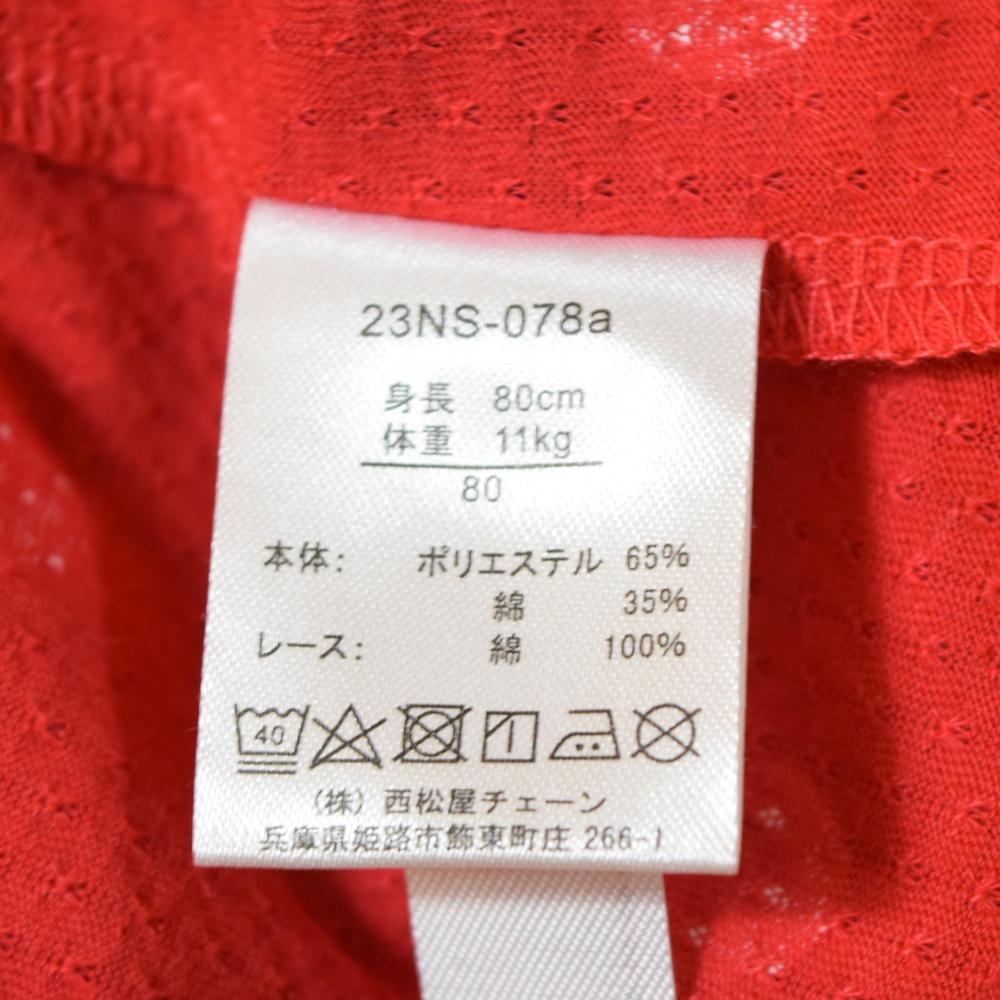 23NS-078a
身長 80cm
体重 11kg
80
本体: ポリエステル 65%
綿 35%
レース: 綿 100%
40
(株) 西松屋チェーン
兵庫県姫路市飾東町庄 266-1